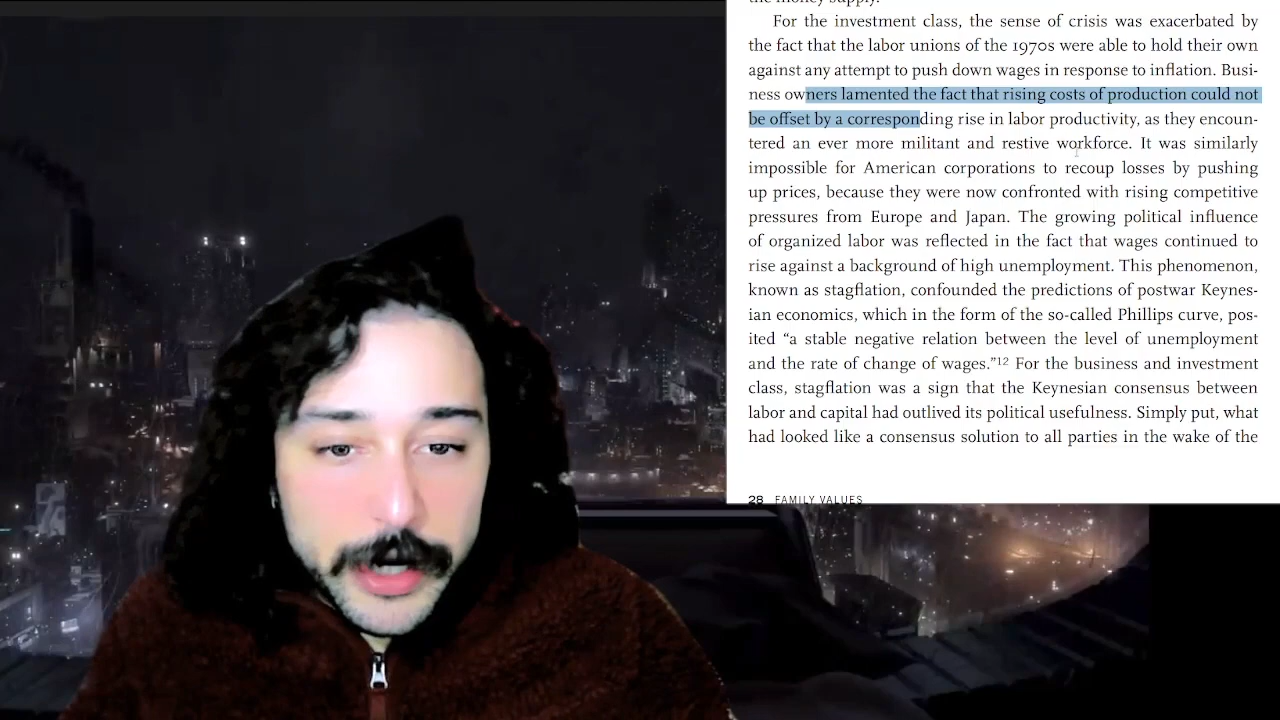 the money supply.
For the investment class, the sense of crisis was exacerbated by
the fact that the labor unions of the 1970s were able to hold their own
against any attempt to push down wages in response to inflation. Busi-
ness owners lamented the fact that rising costs of production could not
be offset by a corresponding rise in labor productivity, as they encoun-
tered an ever more militant and restive workforce. It was similarly
impossible for American corporations to recoup losses by pushing
up prices, because they were now confronted with rising competitive
pressures from Europe and Japan. The growing political influence
of organized labor was reflected in the fact that wages continued to
rise against a background of high unemployment. This phenomenon,
known as stagflation, confounded the predictions of postwar Keynes-
ian economics, which in the form of the so-called Phillips curve, pos-
ited “a stable negative relation between the level of unemployment
and the rate of change of wages.”12 For the business and investment
class, stagflation was a sign that the Keynesian consensus between
labor and capital had outlived its political usefulness. Simply put, what
had looked like a consensus solution to all parties in the wake of the
28 FAMILY VALUES